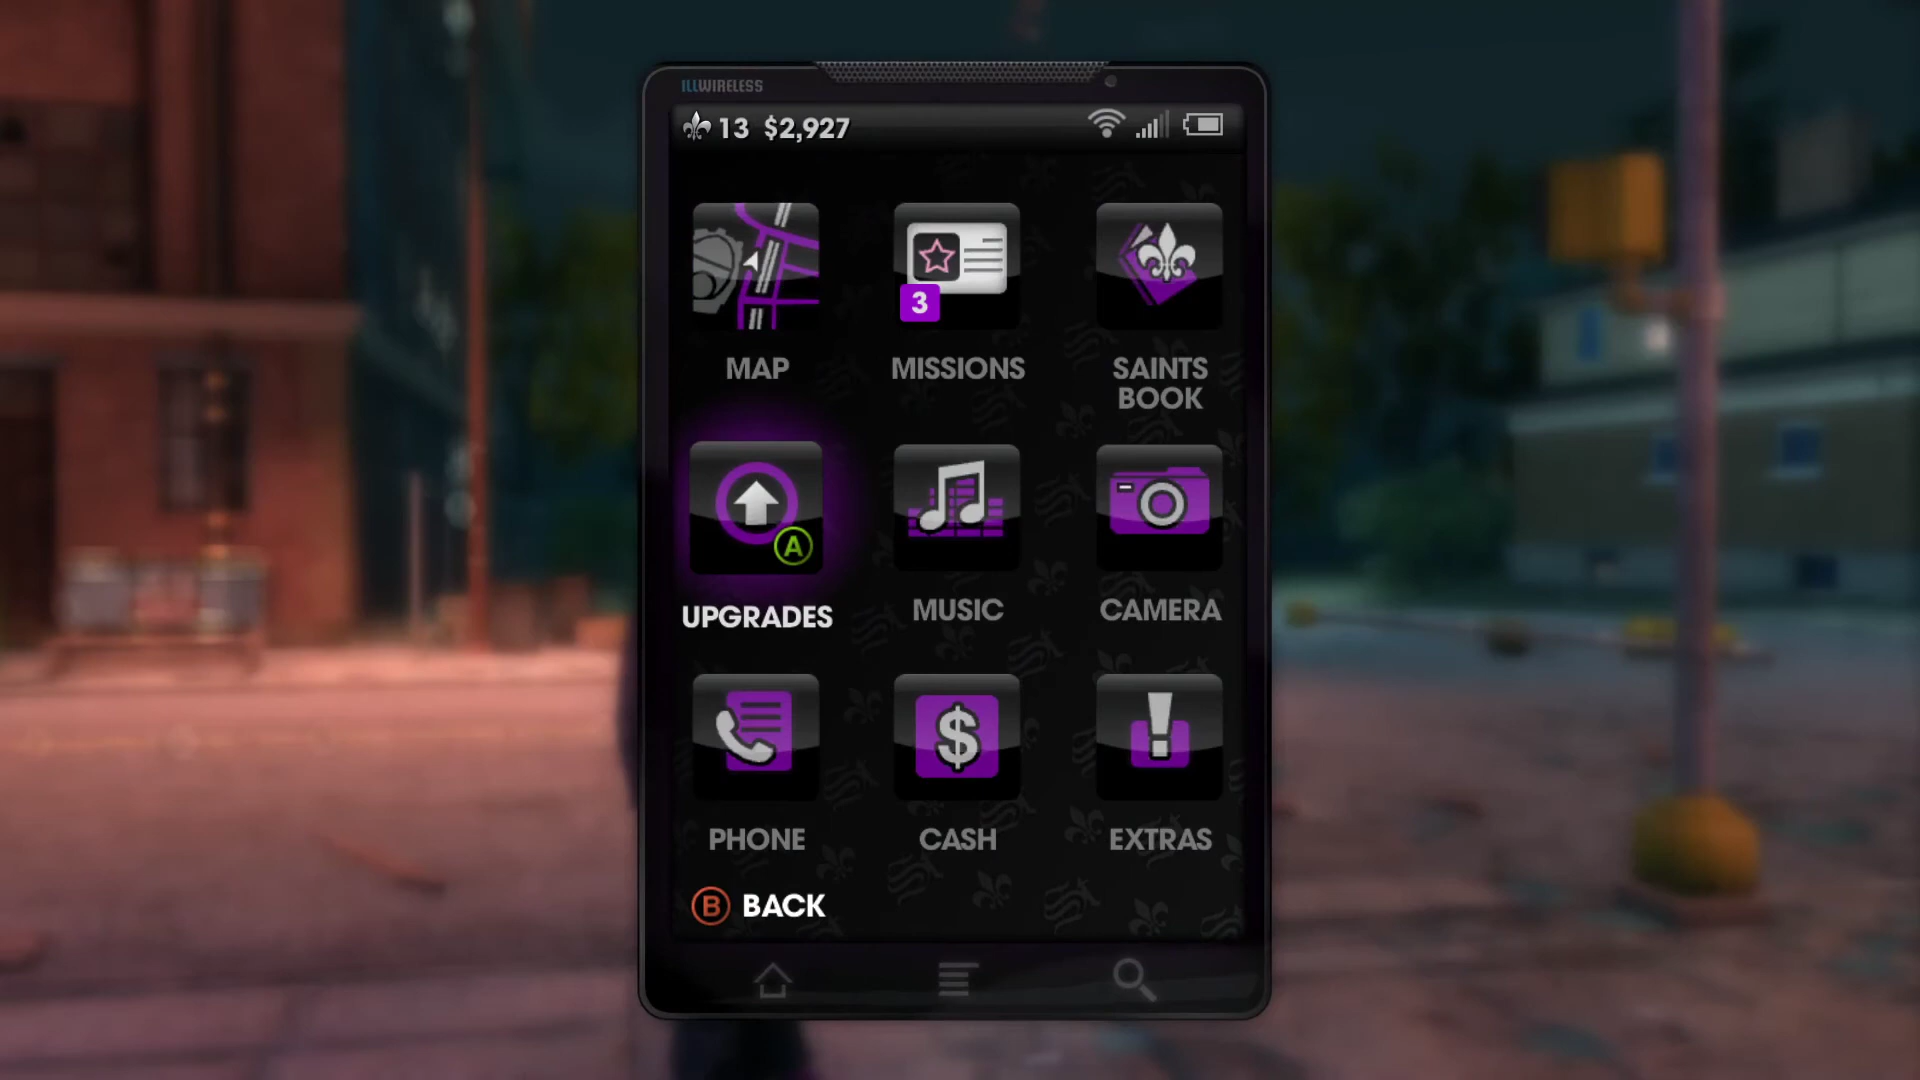 ILLWIRELESS
13 $2,927
3
MAP MISSIONS SAINTS BOOK
A
UPGRADES MUSIC CAMERA
$ !
PHONE CASH EXTRAS
B BACK